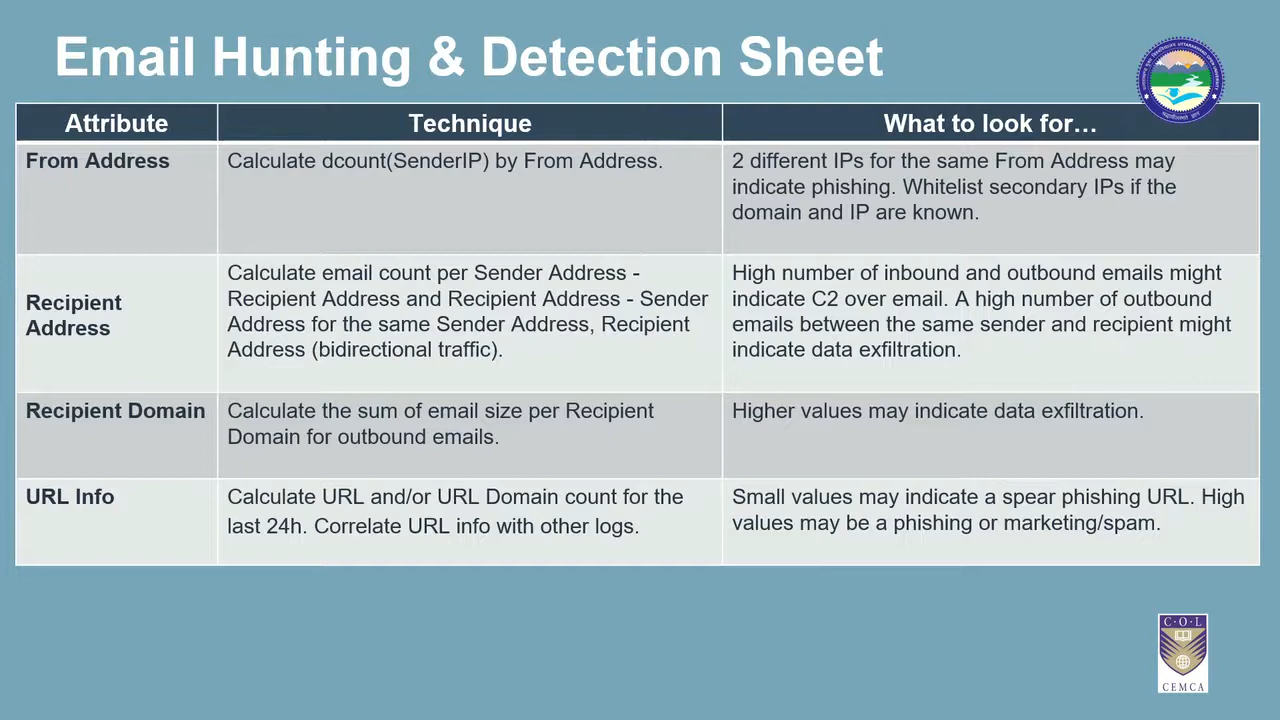 Email Hunting & Detection Sheet
Attribute
Technique
What to look for…
From Address
Calculate dcount(SenderIP) by From Address.
2 different IPs for the same From Address may
indicate phishing. Whitelist secondary IPs if the
domain and IP are known.
Recipient
Address
Calculate email count per Sender Address -
Recipient Address and Recipient Address - Sender
Address for the same Sender Address, Recipient
Address (bidirectional traffic).
High number of inbound and outbound emails might
indicate C2 over email. A high number of outbound
emails between the same sender and recipient might
indicate data exfiltration.
Recipient Domain
Calculate the sum of email size per Recipient
Domain for outbound emails.
Higher values may indicate data exfiltration.
URL Info
Calculate URL and/or URL Domain count for the
last 24h. Correlate URL info with other logs.
Small values may indicate a spear phishing URL. High
values may be a phishing or marketing/spam.
C·O·L
CEMCA